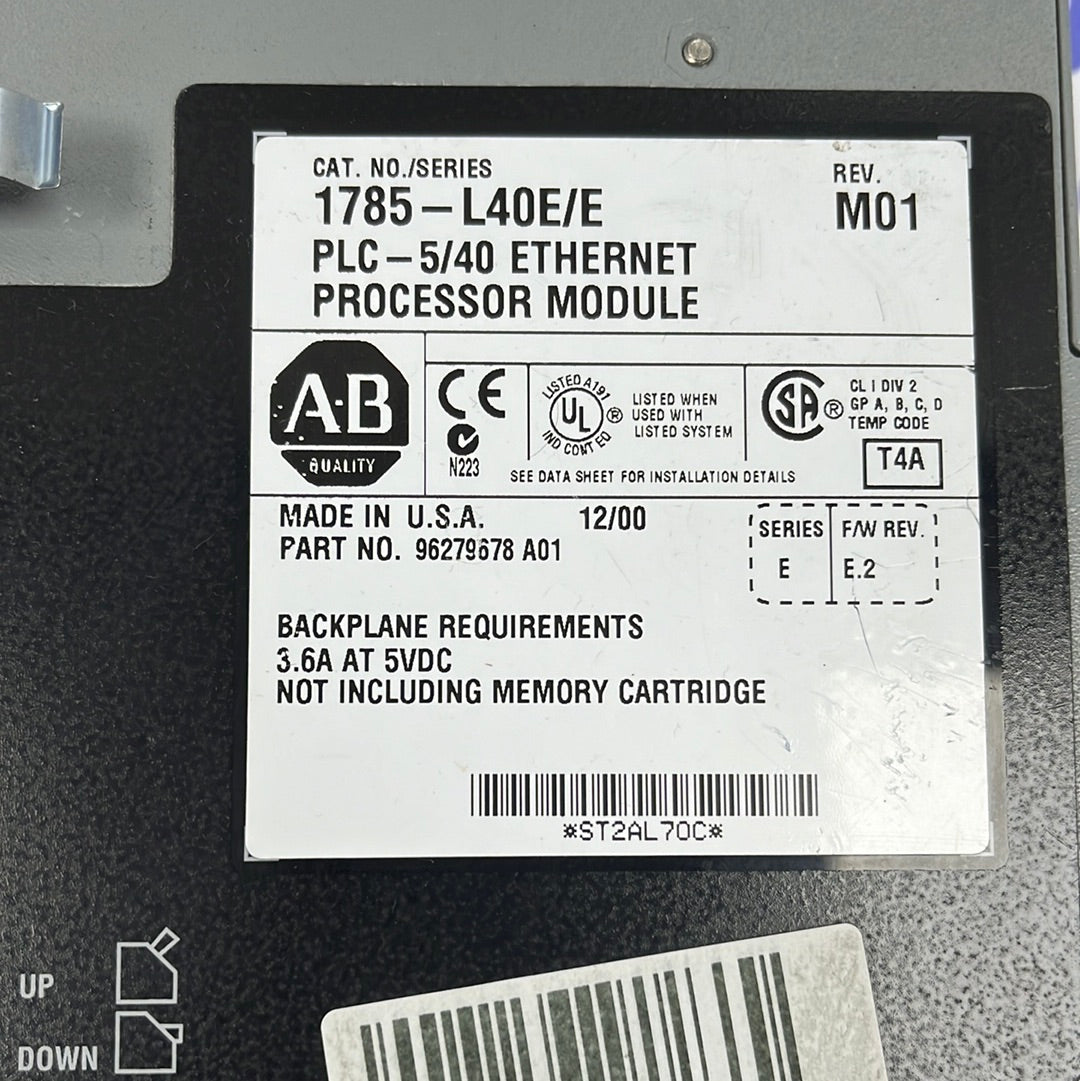 CAT. NO./SERIES
REV.
1785-L40E/E
M01
PLC-5/40 ETHERNET
PROCESSOR MODULE
A-B
QUALITY
CE
N223
LISTED A191
UL
®
IND CONT EQ
LISTED WHEN
USED WITH
LISTED SYSTEM
SA
®
CL I DIV 2
GP A, B, C, D
TEMP CODE
T4A
SEE DATA SHEET FOR INSTALLATION DETAILS
MADE IN U.S.A. 12/00
PART NO. 96279678 A01
SERIES F/W REV.
E E.2
BACKPLANE REQUIREMENTS
3.6A AT 5VDC
NOT INCLUDING MEMORY CARTRIDGE
*ST2AL70C*
UP
DOWN